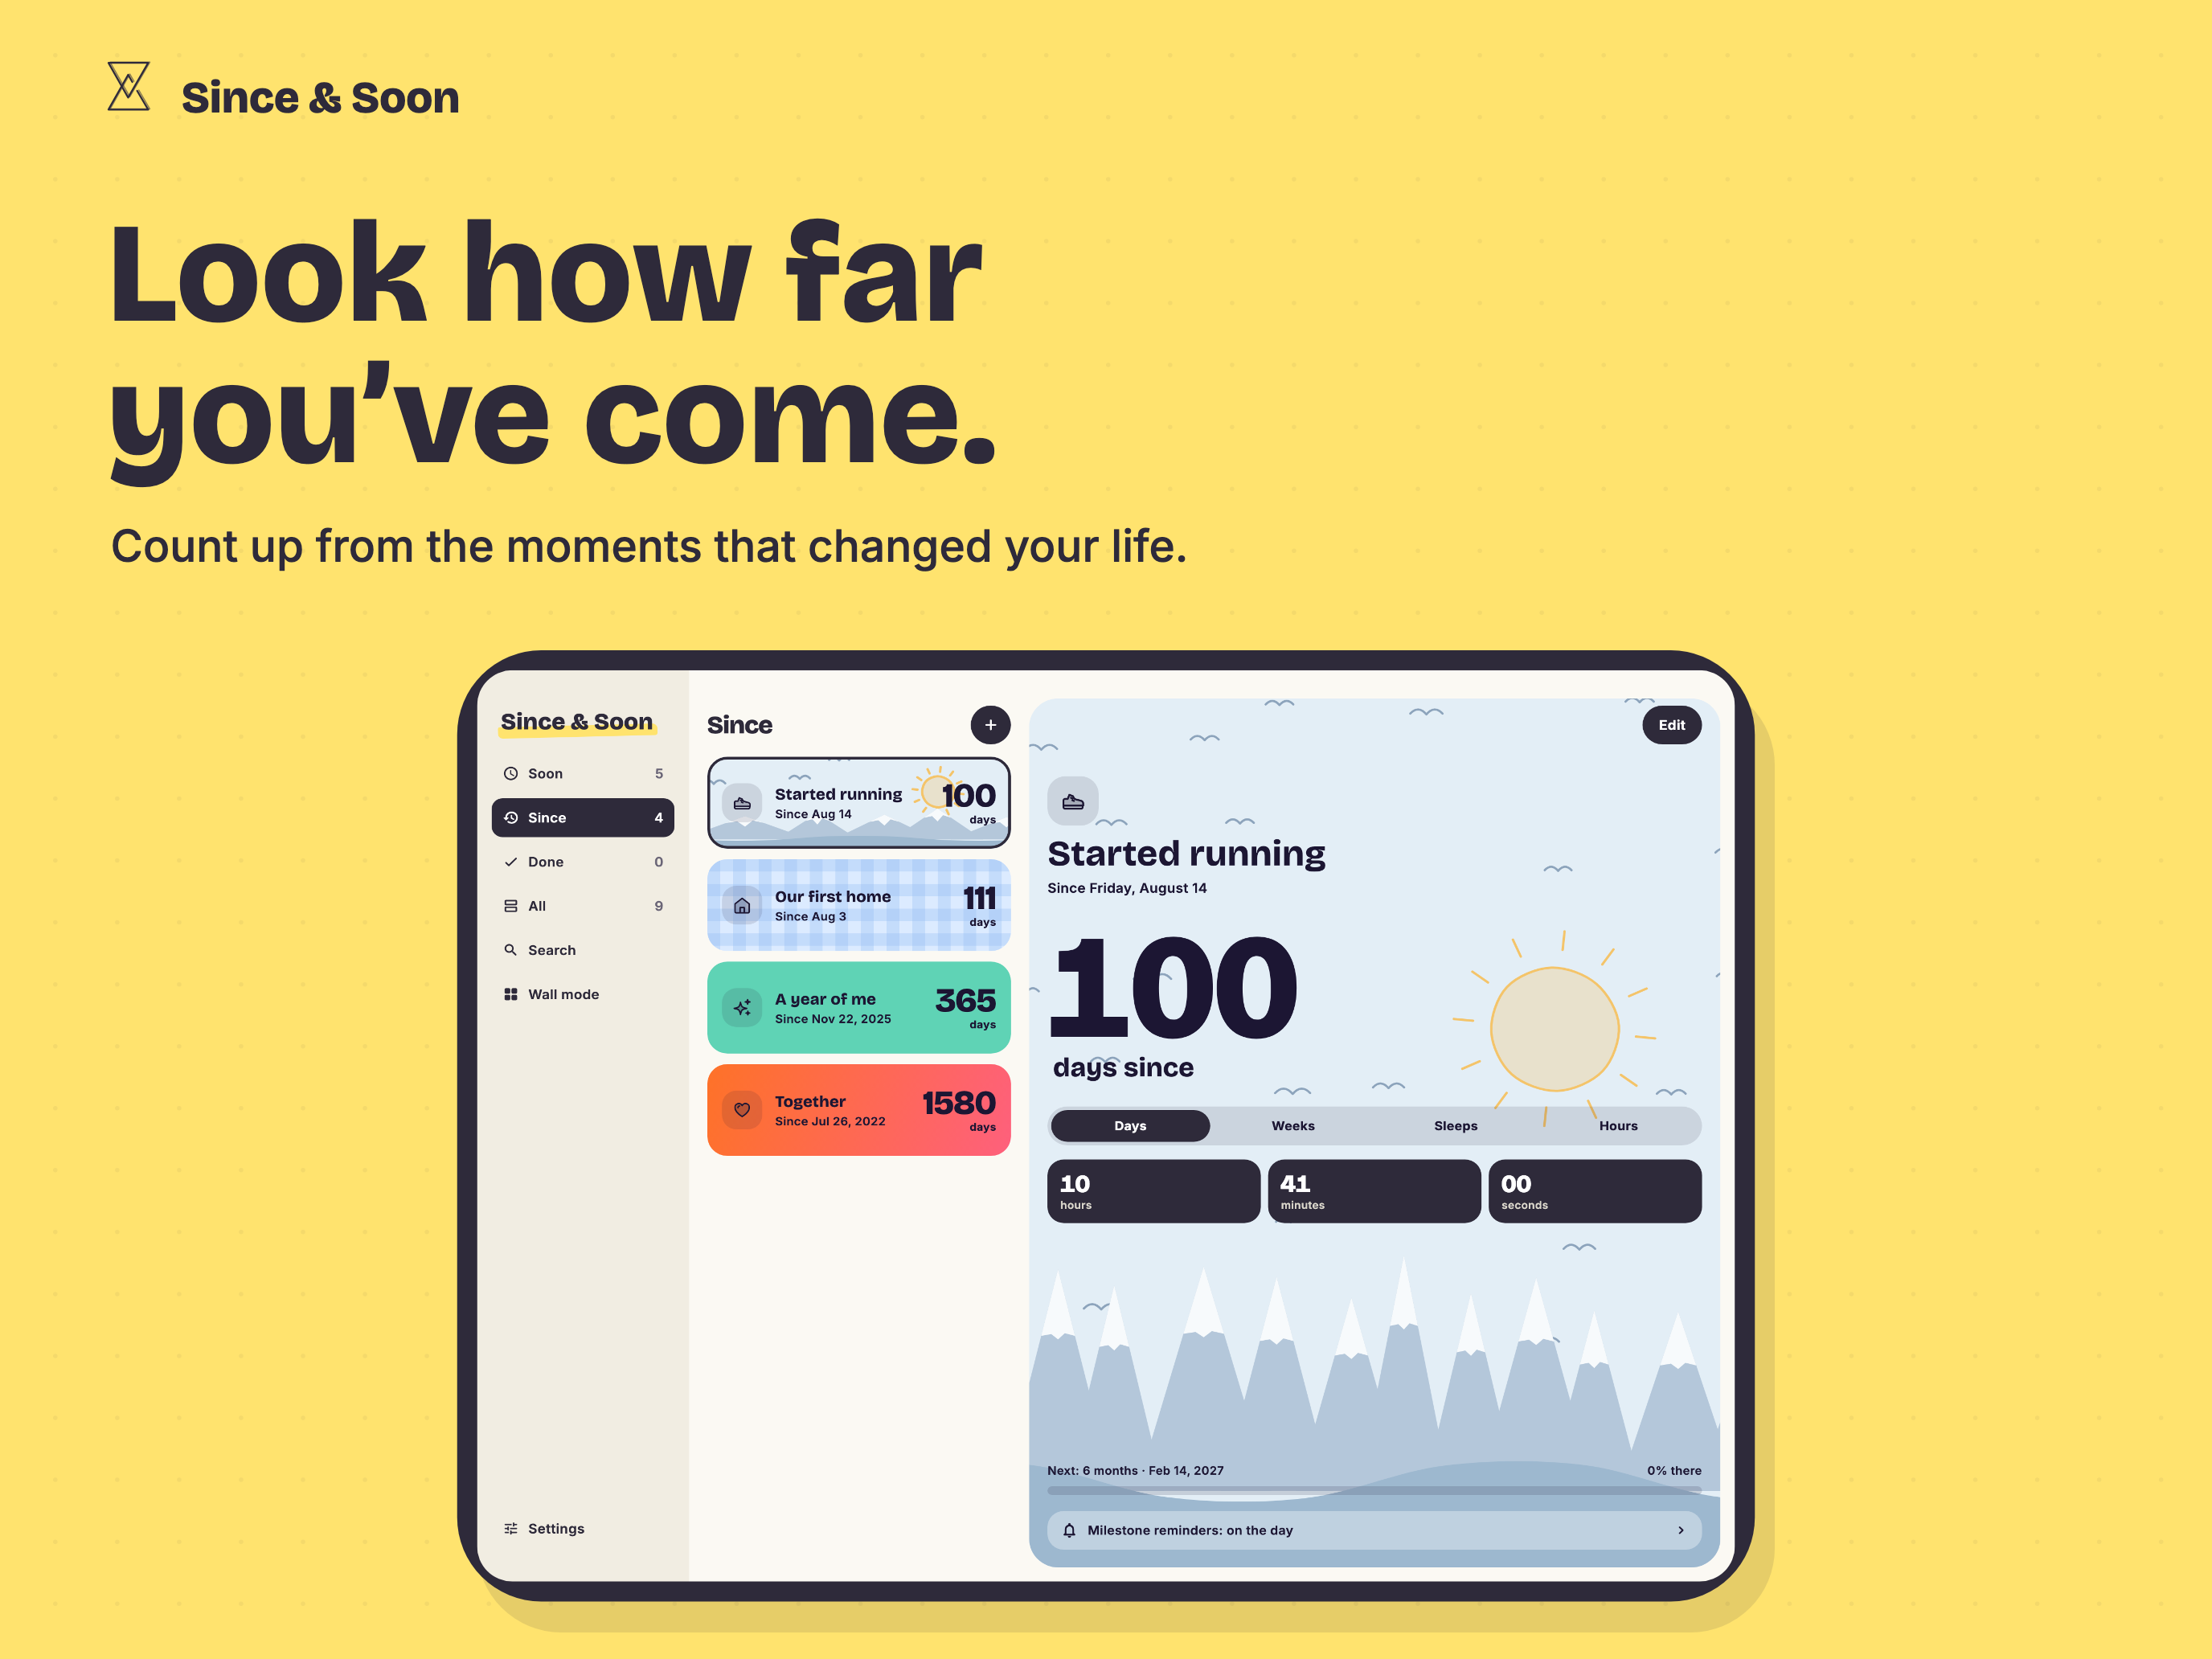 Since & Soon
Look how far
you’ve come.
Count up from the moments that changed your life.
Since & Soon
Soon 5
Since 4
Done 0
All 9
Search
Wall mode
Settings
Since +
Started running
Since Aug 14
100
days
Our first home
Since Aug 3
111
days
A year of me
Since Nov 22, 2025
365
days
Together
Since Jul 26, 2022
1580
days
Edit
Started running
Since Friday, August 14
100
days since
Days Weeks Sleeps Hours
10 41 00
hours minutes seconds
Next: 6 months · Feb 14, 2027 0% there
Milestone reminders: on the day